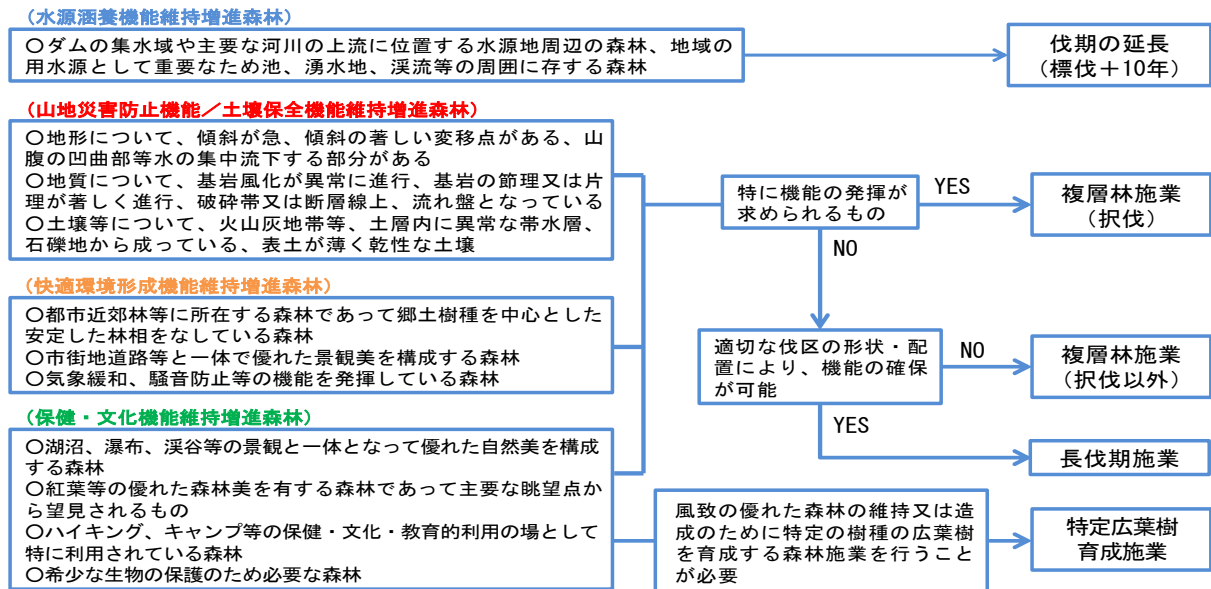 (水源涵養機能維持増進森林)
○ダムの集水域や主要な河川の上流に位置する水源地周辺の森林、地域の
用水源として重要なため池、湧水地、渓流等の周囲に存する森林
伐期の延長
(標伐+10年)
(山地災害防止機能/土壌保全機能維持増進森林)
○地形について、傾斜が急、傾斜の著しい変移点がある、山
腹の凹曲部等水の集中流下する部分がある
○地質について、基岩風化が異常に進行、基岩の節理又は片
理が著しく進行、破砕帯又は断層線上、流れ盤となっている
○土壌等について、火山灰地帯等、土層内に異常な帯水層、
石礫地から成っている、表土が薄く乾性な土壌
特に機能の発揮が
求められるもの
YES
複層林施業
(択伐)
NO
(快適環境形成機能維持増進森林)
○都市近郊林等に所在する森林であって郷土樹種を中心とした
安定した林相をなしている森林
○市街地道路等と一体で優れた景観美を構成する森林
○気象緩和、騒音防止等の機能を発揮している森林
適切な伐区の形状・配
置により、機能の確保
が可能
NO
複層林施業
(択伐以外)
YES
長伐期施業
(保健・文化機能維持増進森林)
○湖沼、瀑布、渓谷等の景観と一体となって優れた自然美を構成
する森林
○紅葉等の優れた森林美を有する森林であって主要な眺望点か
ら望見されるもの
○ハイキング、キャンプ等の保健・文化・教育的利用の場として
特に利用されている森林
○希少な生物の保護のため必要な森林
風致の優れた森林の維持又は造
成のために特定の樹種の広葉樹
を育成する森林施業を行うこと
が必要
特定広葉樹
育成施業